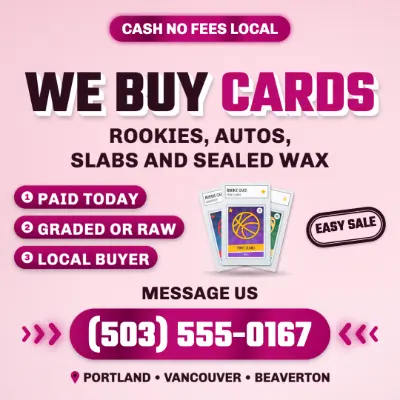 CASH NO FEES LOCAL
WE BUY CARDS
ROOKIES, AUTOS,
SLABS AND SEALED WAX
1 PAID TODAY
2 GRADED OR RAW
3 LOCAL BUYER
EASY SALE
MESSAGE US
(503) 555-0167
PORTLAND • VANCOUVER • BEAVERTON